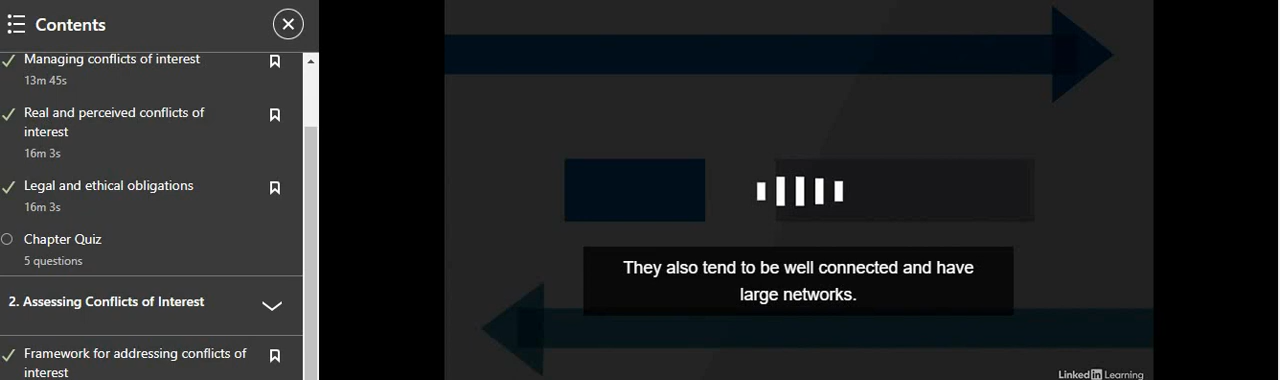 Contents
Managing conflicts of interest
13m 45s
Real and perceived conflicts of
interest
16m 3s
Legal and ethical obligations
16m 3s
Chapter Quiz
5 questions
2. Assessing Conflicts of Interest
Framework for addressing conflicts of
interest
They also tend to be well connected and have
large networks.
Linked in Learning